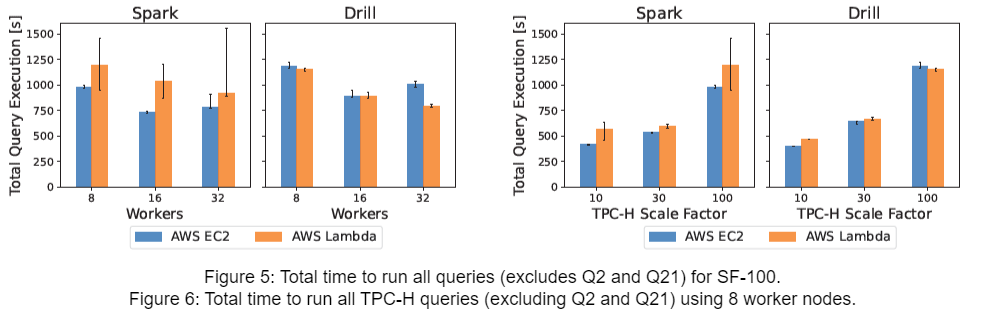 Spark Drill Spark Drill
Total Query Execution [s]
1500
1250
1000
750
500
250
0
8 16 32 8 16 32
Workers Workers
AWS EC2 AWS Lambda
Total Query Execution [s]
1500
1250
1000
750
500
250
0
10 30 100 10 30 100
TPC-H Scale Factor TPC-H Scale Factor
AWS EC2 AWS Lambda
Figure 5: Total time to run all queries (excludes Q2 and Q21) for SF-100.
Figure 6: Total time to run all TPC-H queries (excluding Q2 and Q21) using 8 worker nodes.